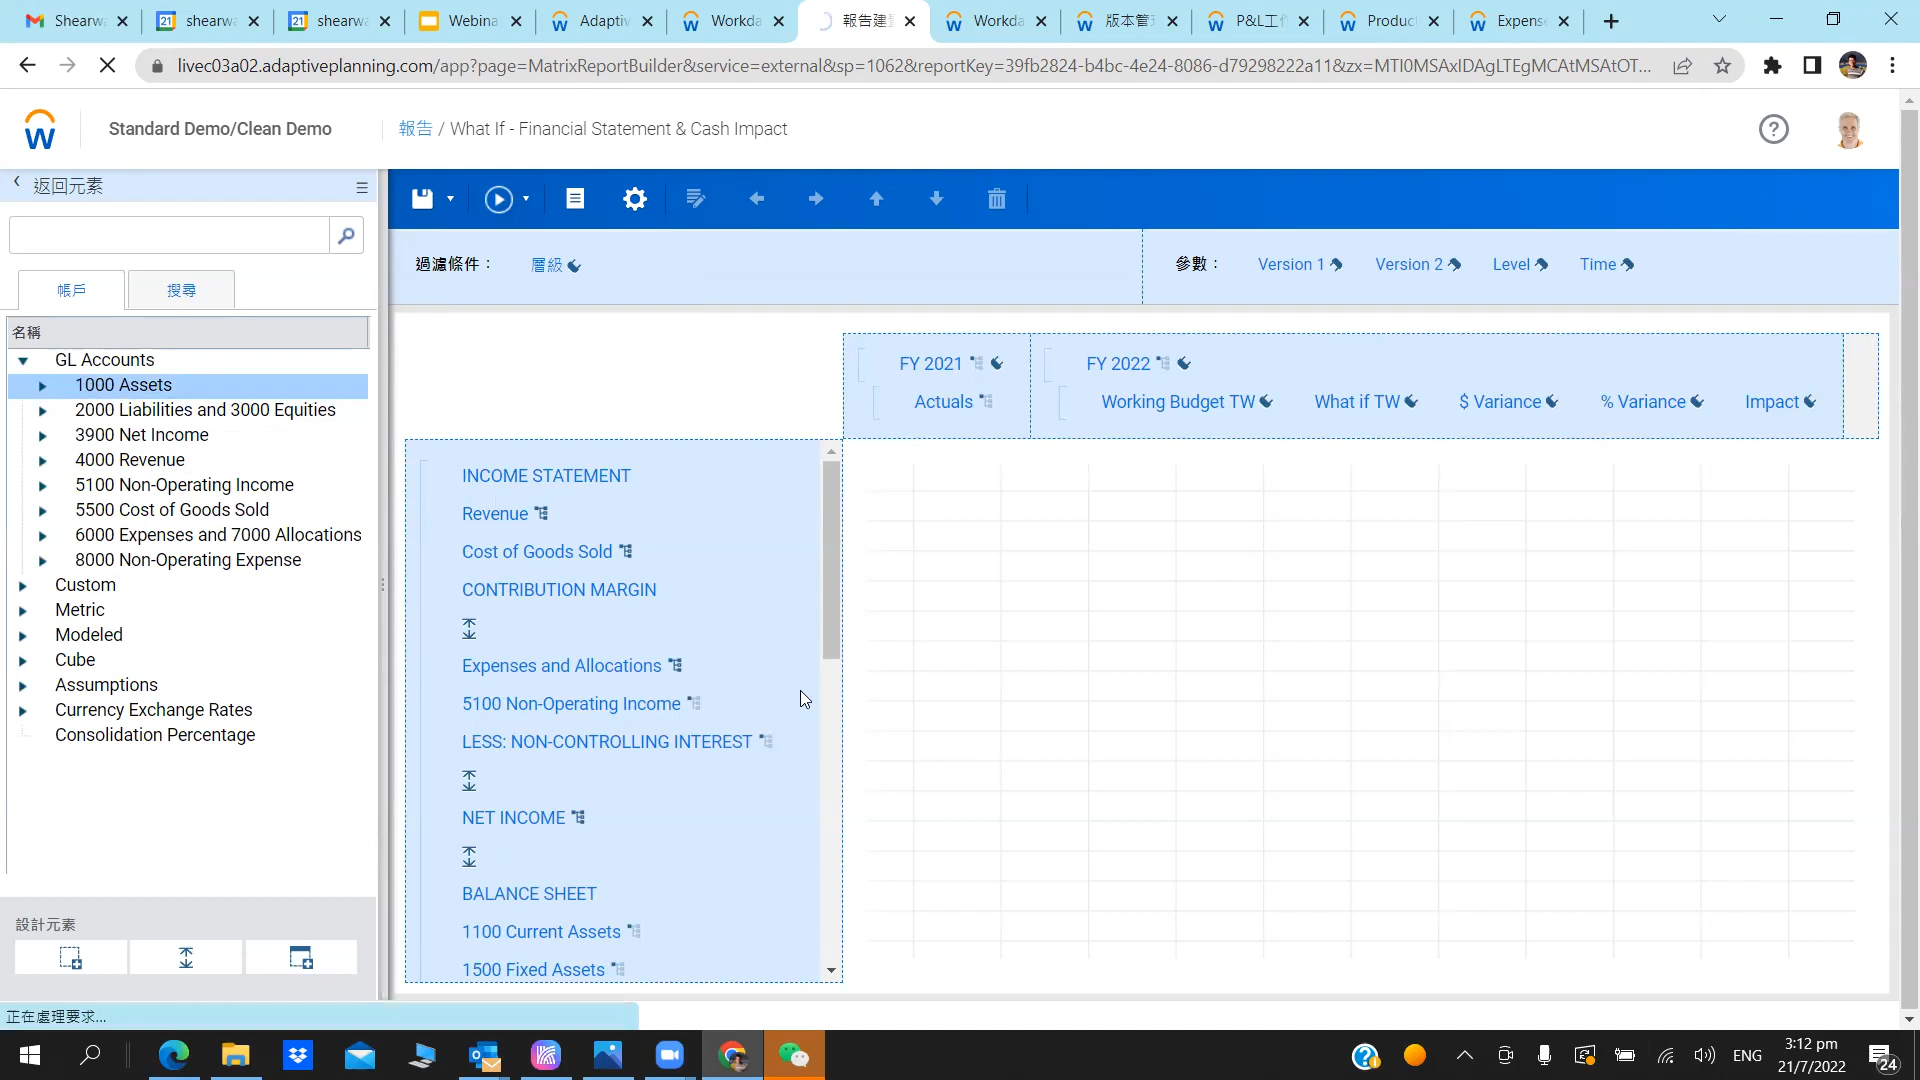 Shearwa
shearwa
shearwa
Webina
Adaptiv
Workda
報告建
Workda
版本管
P&L工
Produc
Expens
livec03a02.adaptiveplanning.com/app?page=MatrixReportBuilder&service=external&sp=1062&reportKey=39fb2824-b4bc-4e24-8086-d79298222a11&zx=MTI0MSAxIDAgLTEgMCAtMSAtOT...
Standard Demo/Clean Demo
報告 / What If - Financial Statement & Cash Impact
返回元素
過濾條件：
層級
參數：
Version 1
Version 2
Level
Time
帳戶
搜尋
名稱
GL Accounts
1000 Assets
2000 Liabilities and 3000 Equities
3900 Net Income
4000 Revenue
5100 Non-Operating Income
5500 Cost of Goods Sold
6000 Expenses and 7000 Allocations
8000 Non-Operating Expense
Custom
Metric
Modeled
Cube
Assumptions
Currency Exchange Rates
Consolidation Percentage
FY 2021
FY 2022
Actuals
Working Budget TW
What if TW
$ Variance
% Variance
Impact
INCOME STATEMENT
Revenue
Cost of Goods Sold
CONTRIBUTION MARGIN
Expenses and Allocations
5100 Non-Operating Income
LESS: NON-CONTROLLING INTEREST
NET INCOME
BALANCE SHEET
1100 Current Assets
1500 Fixed Assets
設計元素
正在處理要求...
ENG
3:12 pm
21/7/2022
24